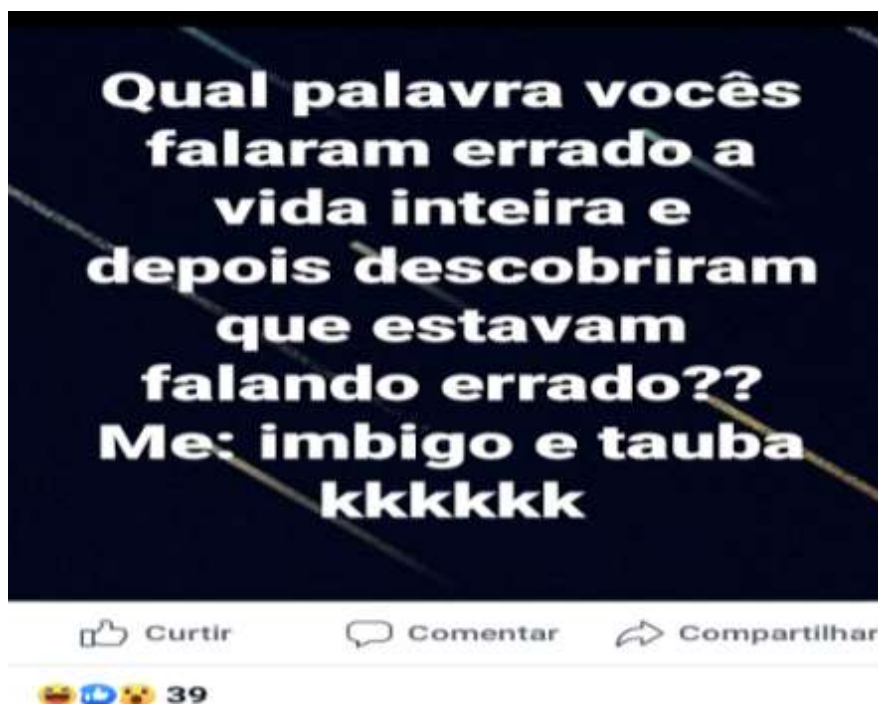 Qual palavra vocês
falaram errado a
vida inteira e
depois descobriram
que estavam
falando errado??
Me: imbigo e tauba
kkkkkk
Curtir Comentar Compartilhar
39